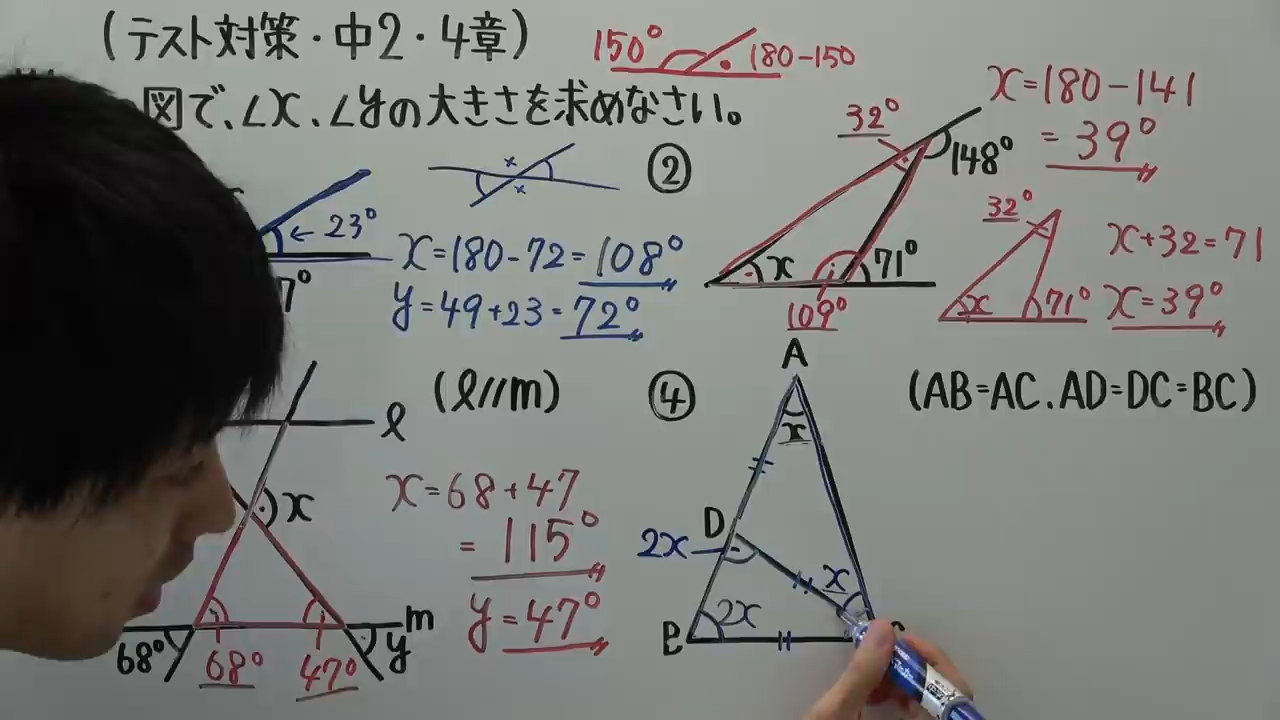 (テスト対策・中2・4章)
150° 180-150
図で、∠x、∠yの大きさを求めなさい。
23°
7°
x=180-72=108°
y=49+23=72°
②
32°
148°
x
71°
109°
x=180-141
=39°
32°
x
71°
x+32=71
x=39°
(ℓ//m)
ℓ
x
m
68°
68°
47°
y
x=68+47
=115°
y=47°
④
(AB=AC.AD=DC=BC)
A
x
D
2x
x
B
2x